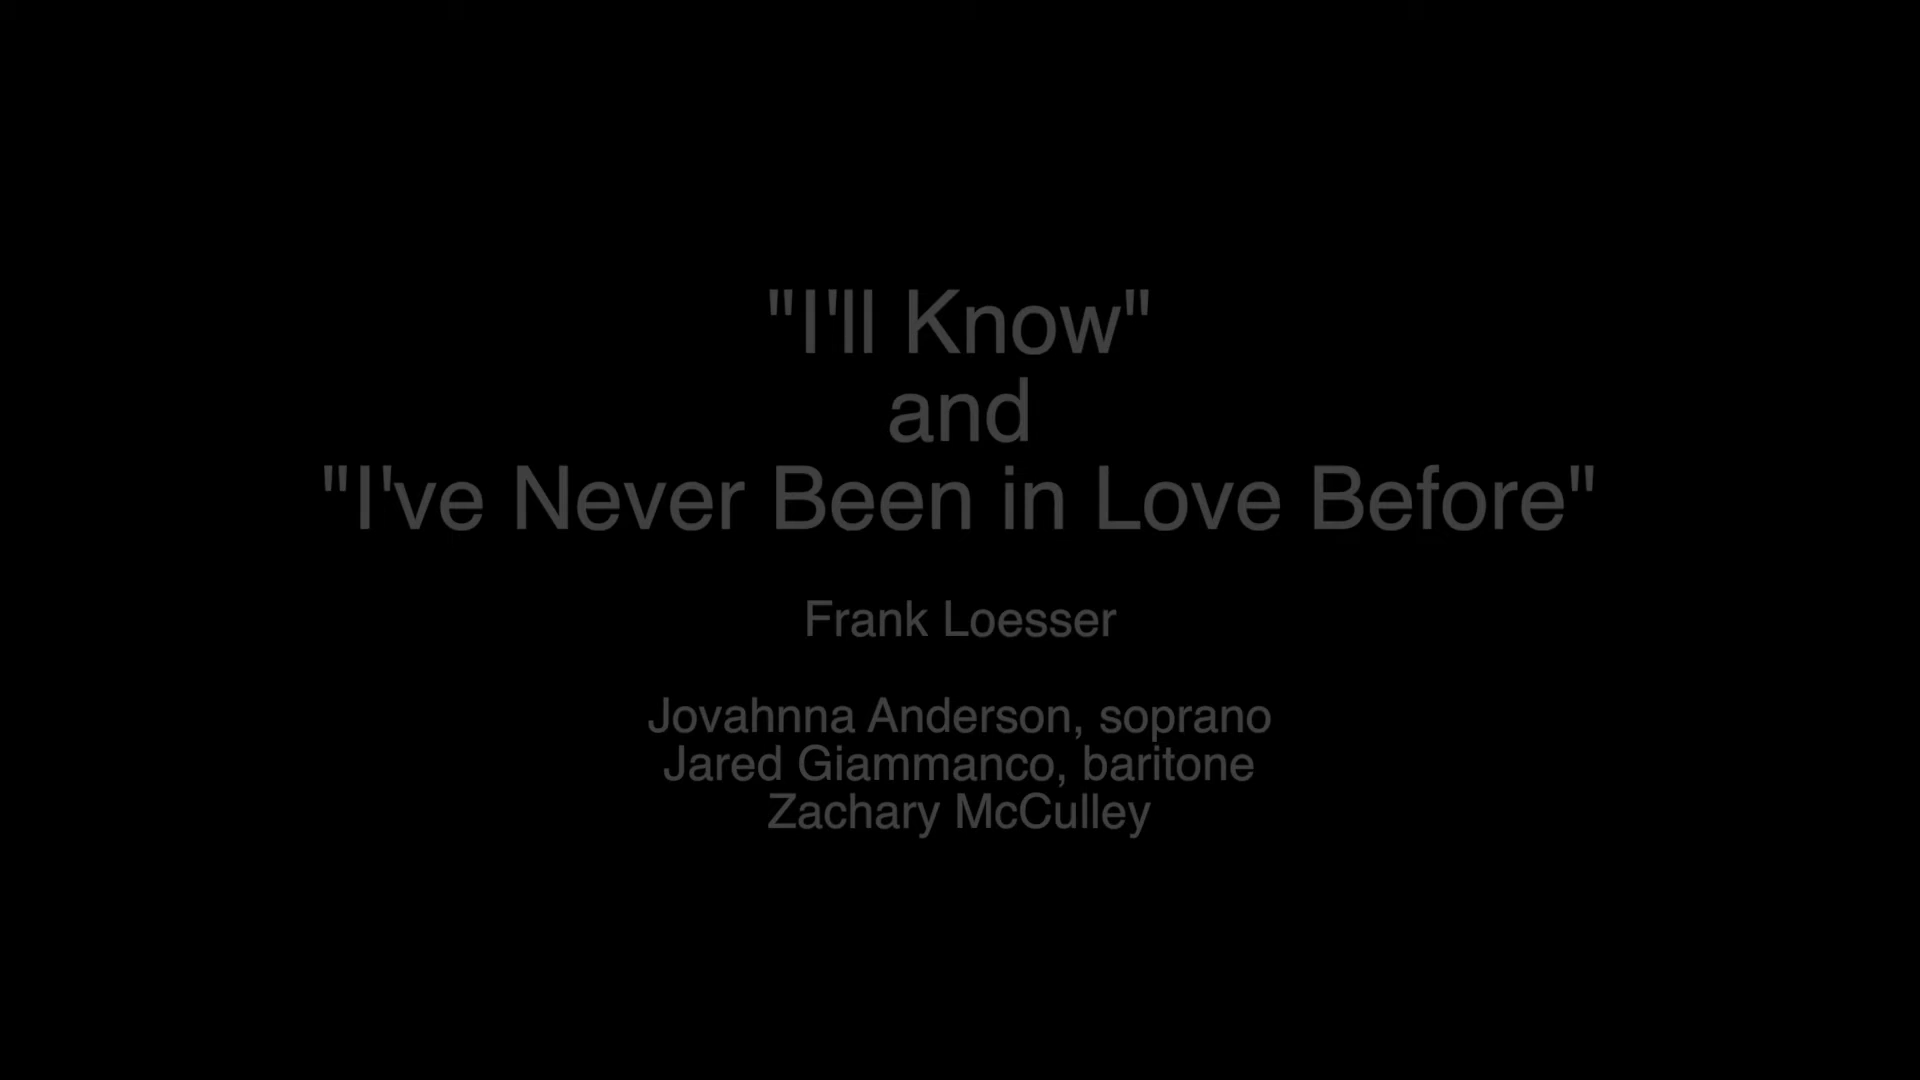 "I'll Know"
and
"I've Never Been in Love Before"
Frank Loesser
Jovahnna Anderson, soprano
Jared Giammanco, baritone
Zachary McCulley